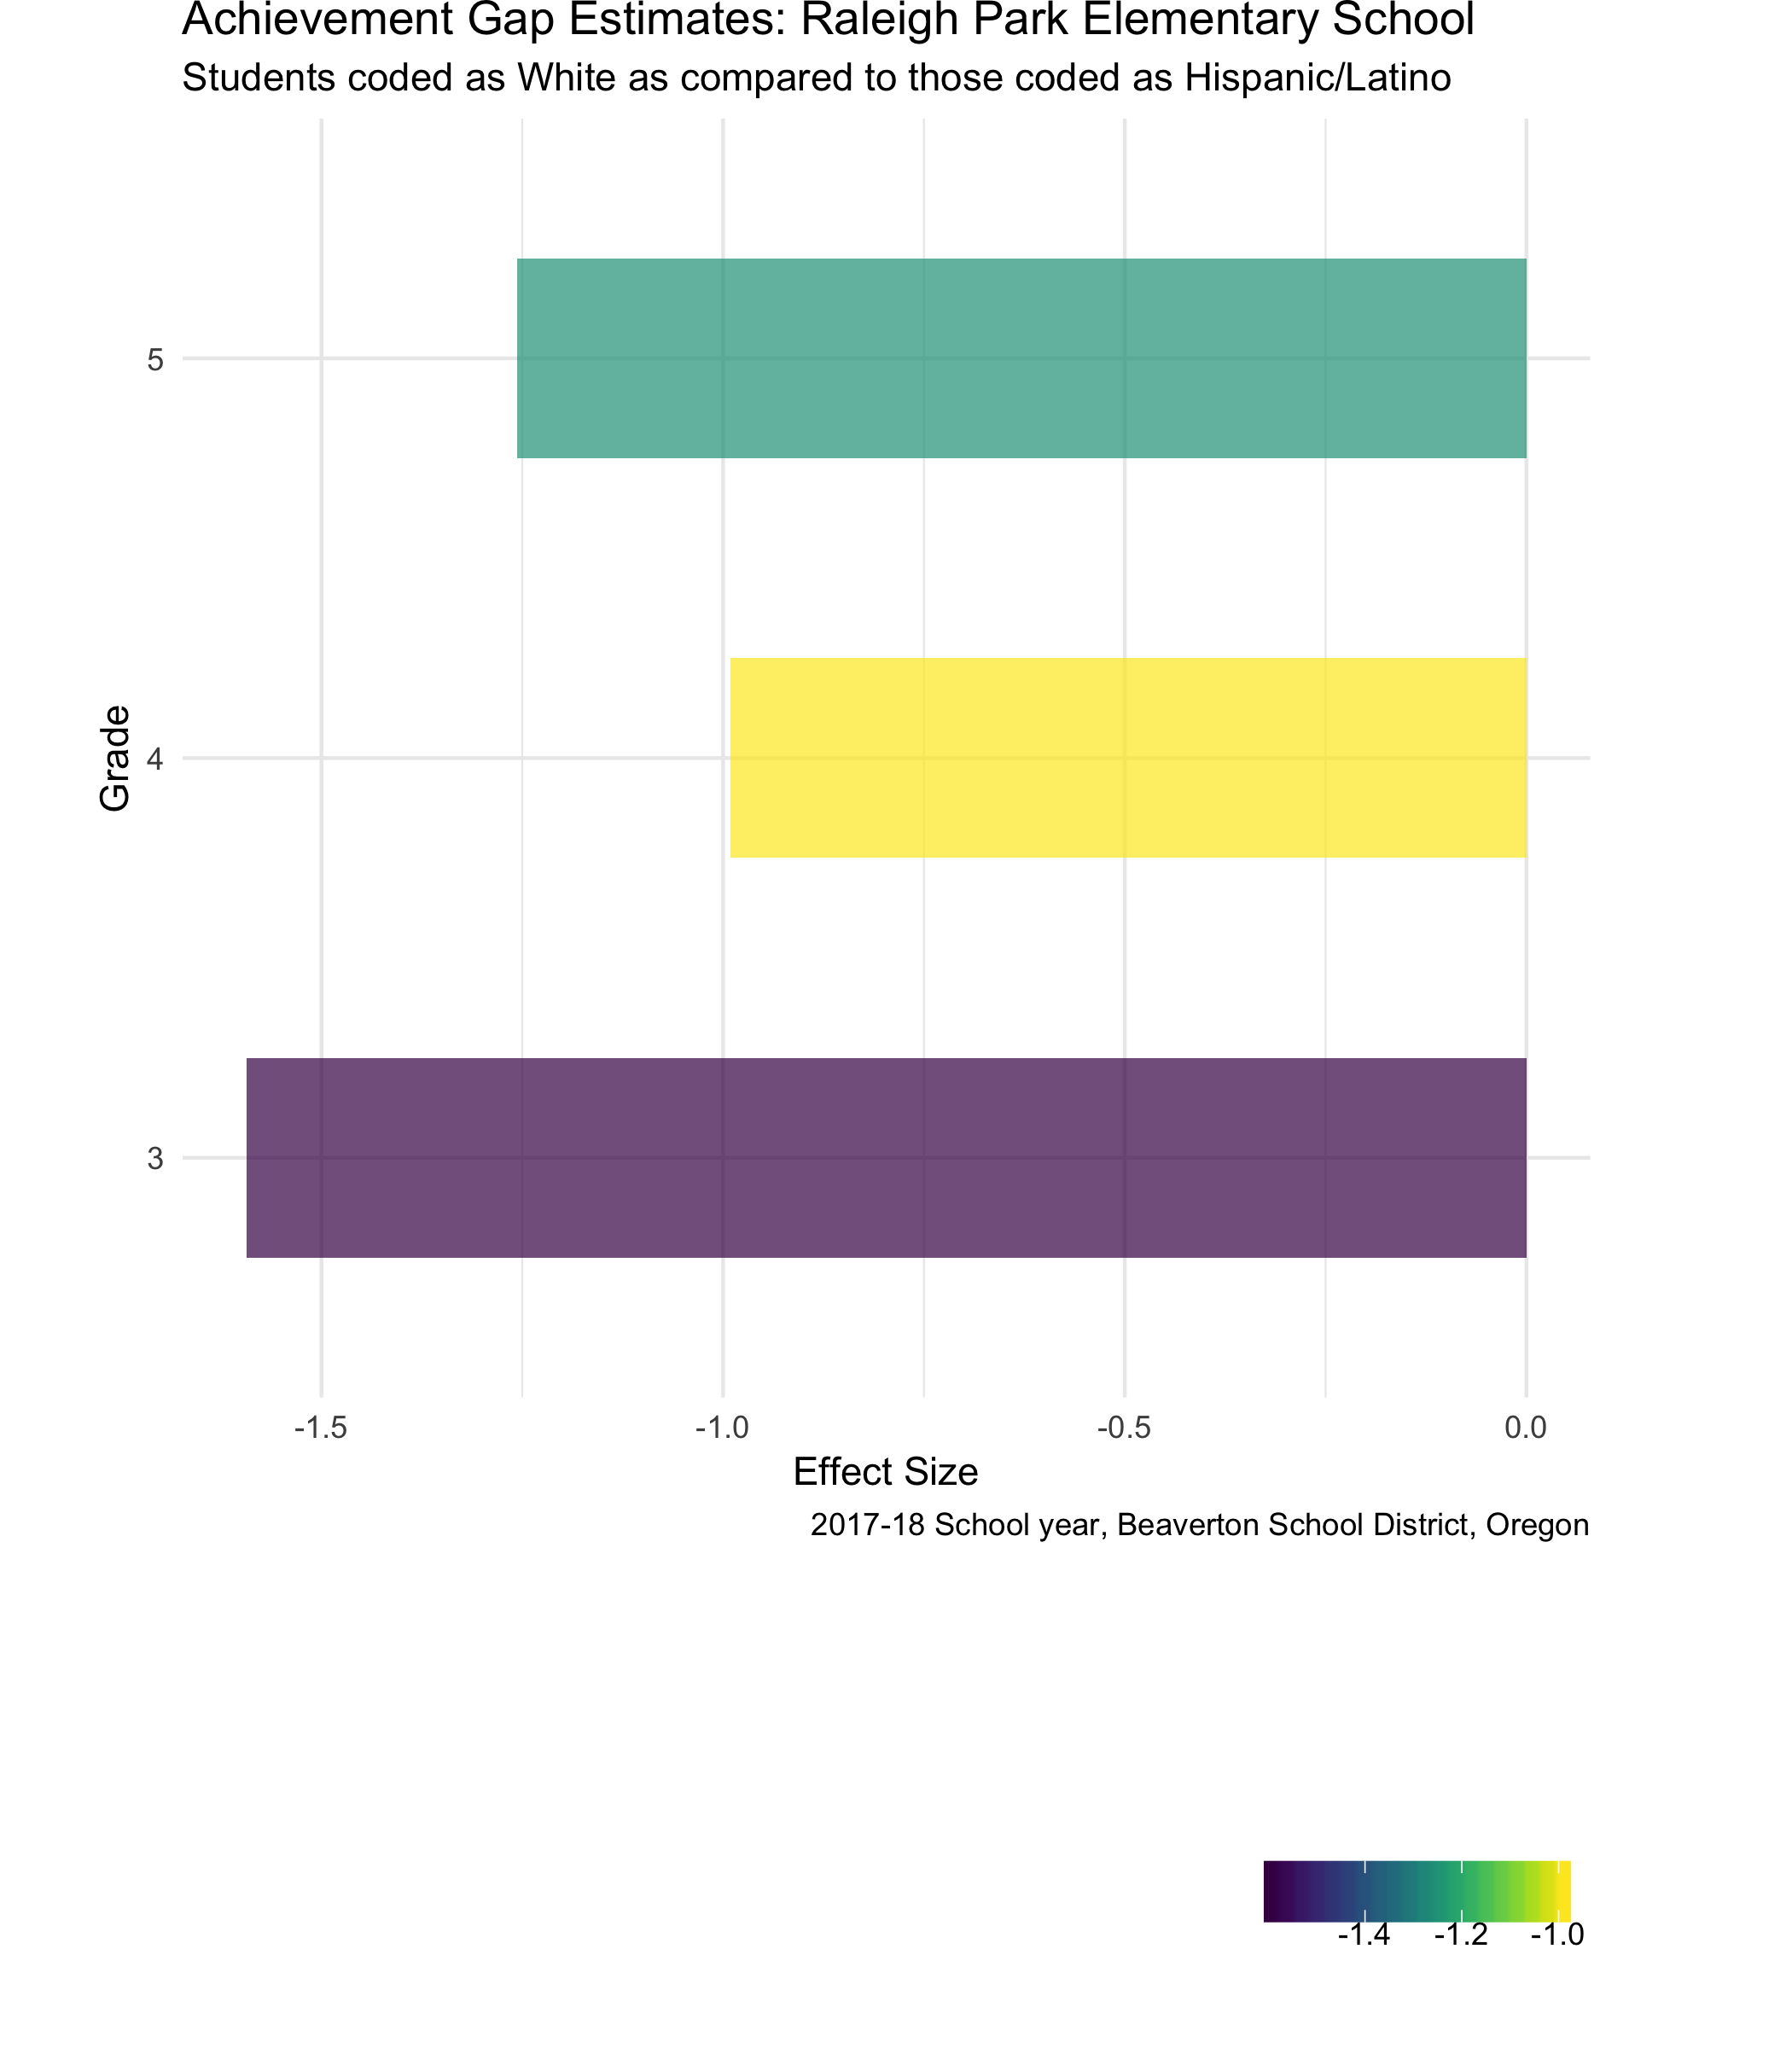 Achievement Gap Estimates: Raleigh Park Elementary School
Students coded as White as compared to those coded as Hispanic/Latino
5
4
3
Grade
-1.5 -1.0 -0.5 0.0
Effect Size
2017-18 School year, Beaverton School District, Oregon
-1.4 -1.2 -1.0